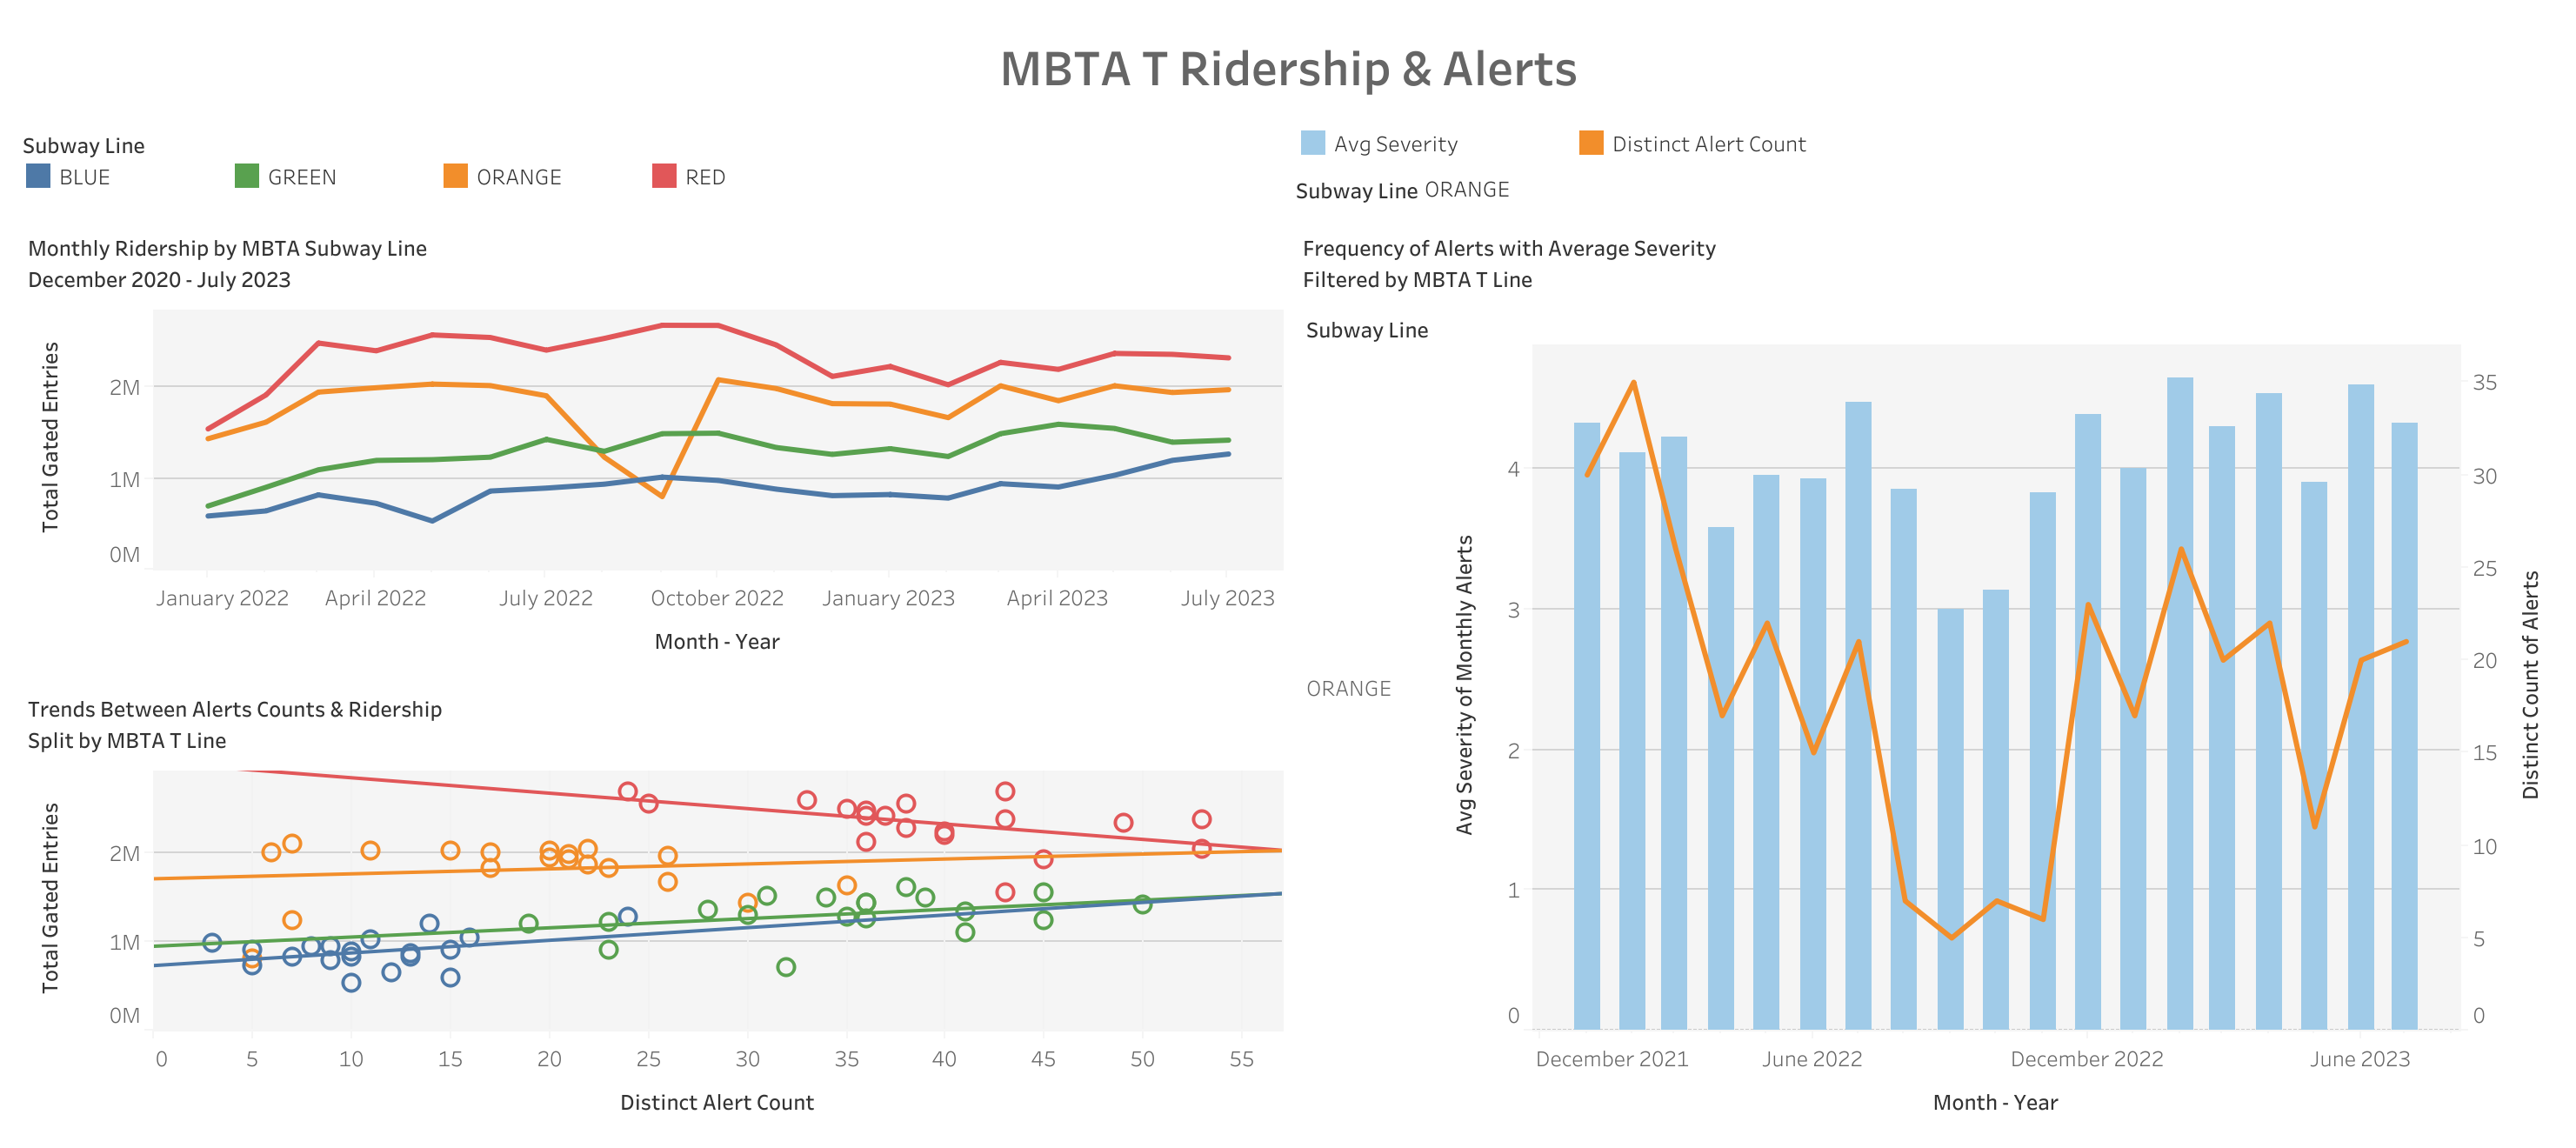 MBTA T Ridership & Alerts
Subway Line
BLUE GREEN ORANGE RED
Monthly Ridership by MBTA Subway Line
December 2020 - July 2023
Total Gated Entries
2M
1M
0M
January 2022 April 2022 July 2022 October 2022 January 2023 April 2023 July 2023
Month - Year
Trends Between Alerts Counts & Ridership
Split by MBTA T Line
Total Gated Entries
2M
1M
0M
0 5 10 15 20 25 30 35 40 45 50 55
Distinct Alert Count
Avg Severity Distinct Alert Count
Subway Line ORANGE
Frequency of Alerts with Average Severity
Filtered by MBTA T Line
Subway Line
ORANGE
Avg Severity of Monthly Alerts
4
3
2
1
0
35
30
25
20
15
10
5
0
Distinct Count of Alerts
December 2021 June 2022 December 2022 June 2023
Month - Year